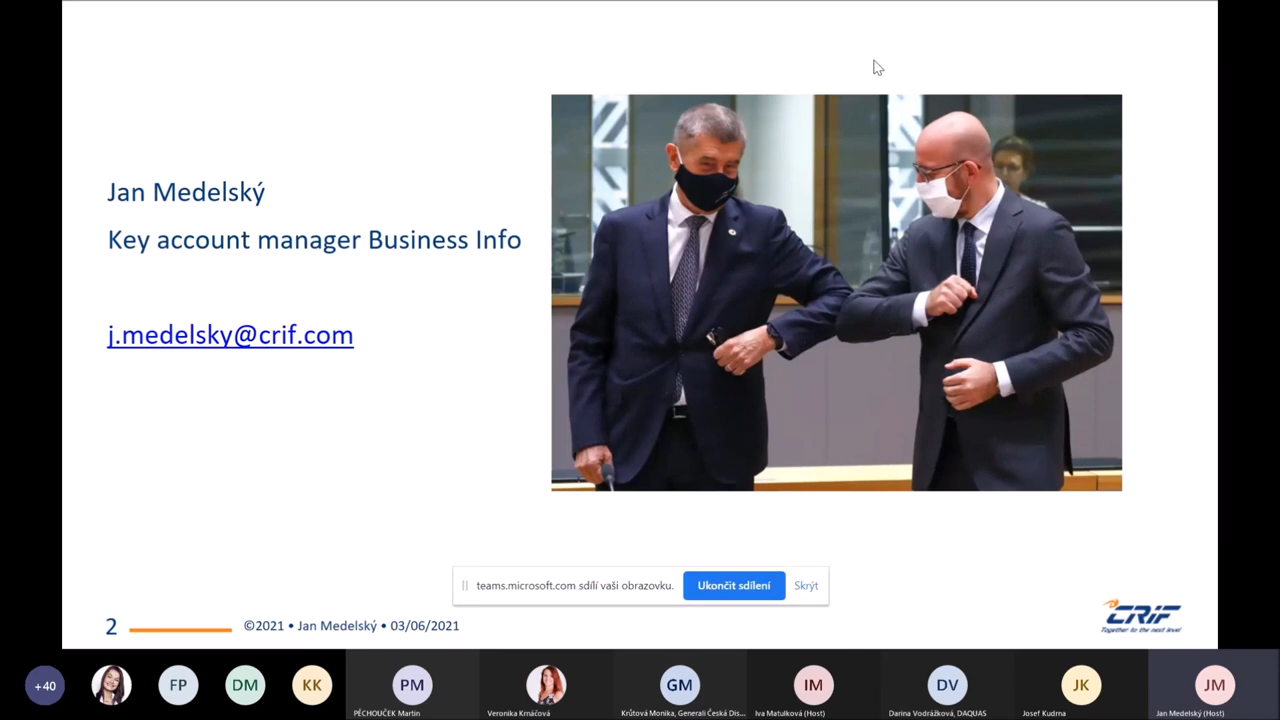 Jan Medelský
Key account manager Business Info
j.medelsky@crif.com
teams.microsoft.com sdílí vaši obrazovku.
Ukončit sdílení
Skrýt
2
©2021 • Jan Medelský • 03/06/2021
CRIF
Together to the next level
+40
FP
DM
KK
PM
GM
IM
DV
JK
JM
PĚCHOUČEK Martin
Veronika Krnáčová
Krůtová Monika, Generali Česká Dis...
Iva Matulková (Host)
Darina Vodrážková, DAQUAS
Josef Kudrna
Jan Medelský (Host)